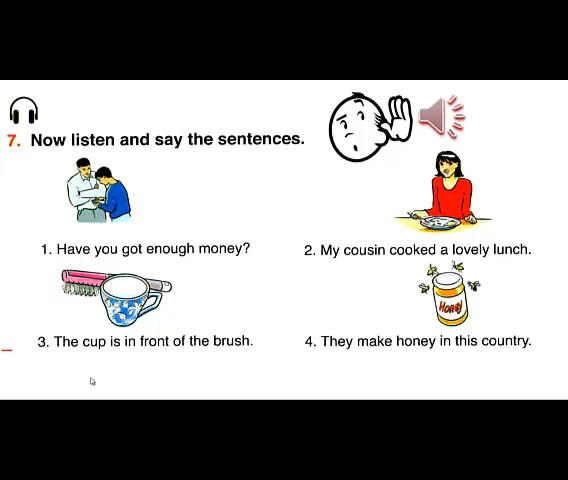 7. Now listen and say the sentences.
1. Have you got enough money?
2. My cousin cooked a lovely lunch.
Honey
3. The cup is in front of the brush.
4. They make honey in this country.